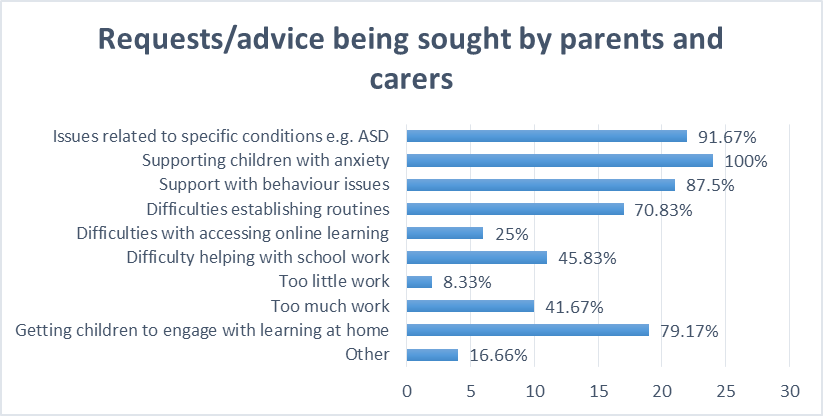 Requests/advice being sought by parents and
carers
Issues related to specific conditions e.g. ASD 91.67%
Supporting children with anxiety 100%
Support with behaviour issues 87.5%
Difficulties establishing routines 70.83%
Difficulties with accessing online learning 25%
Difficulty helping with school work 45.83%
Too little work 8.33%
Too much work 41.67%
Getting children to engage with learning at home 79.17%
Other 16.66%
0 5 10 15 20 25 30